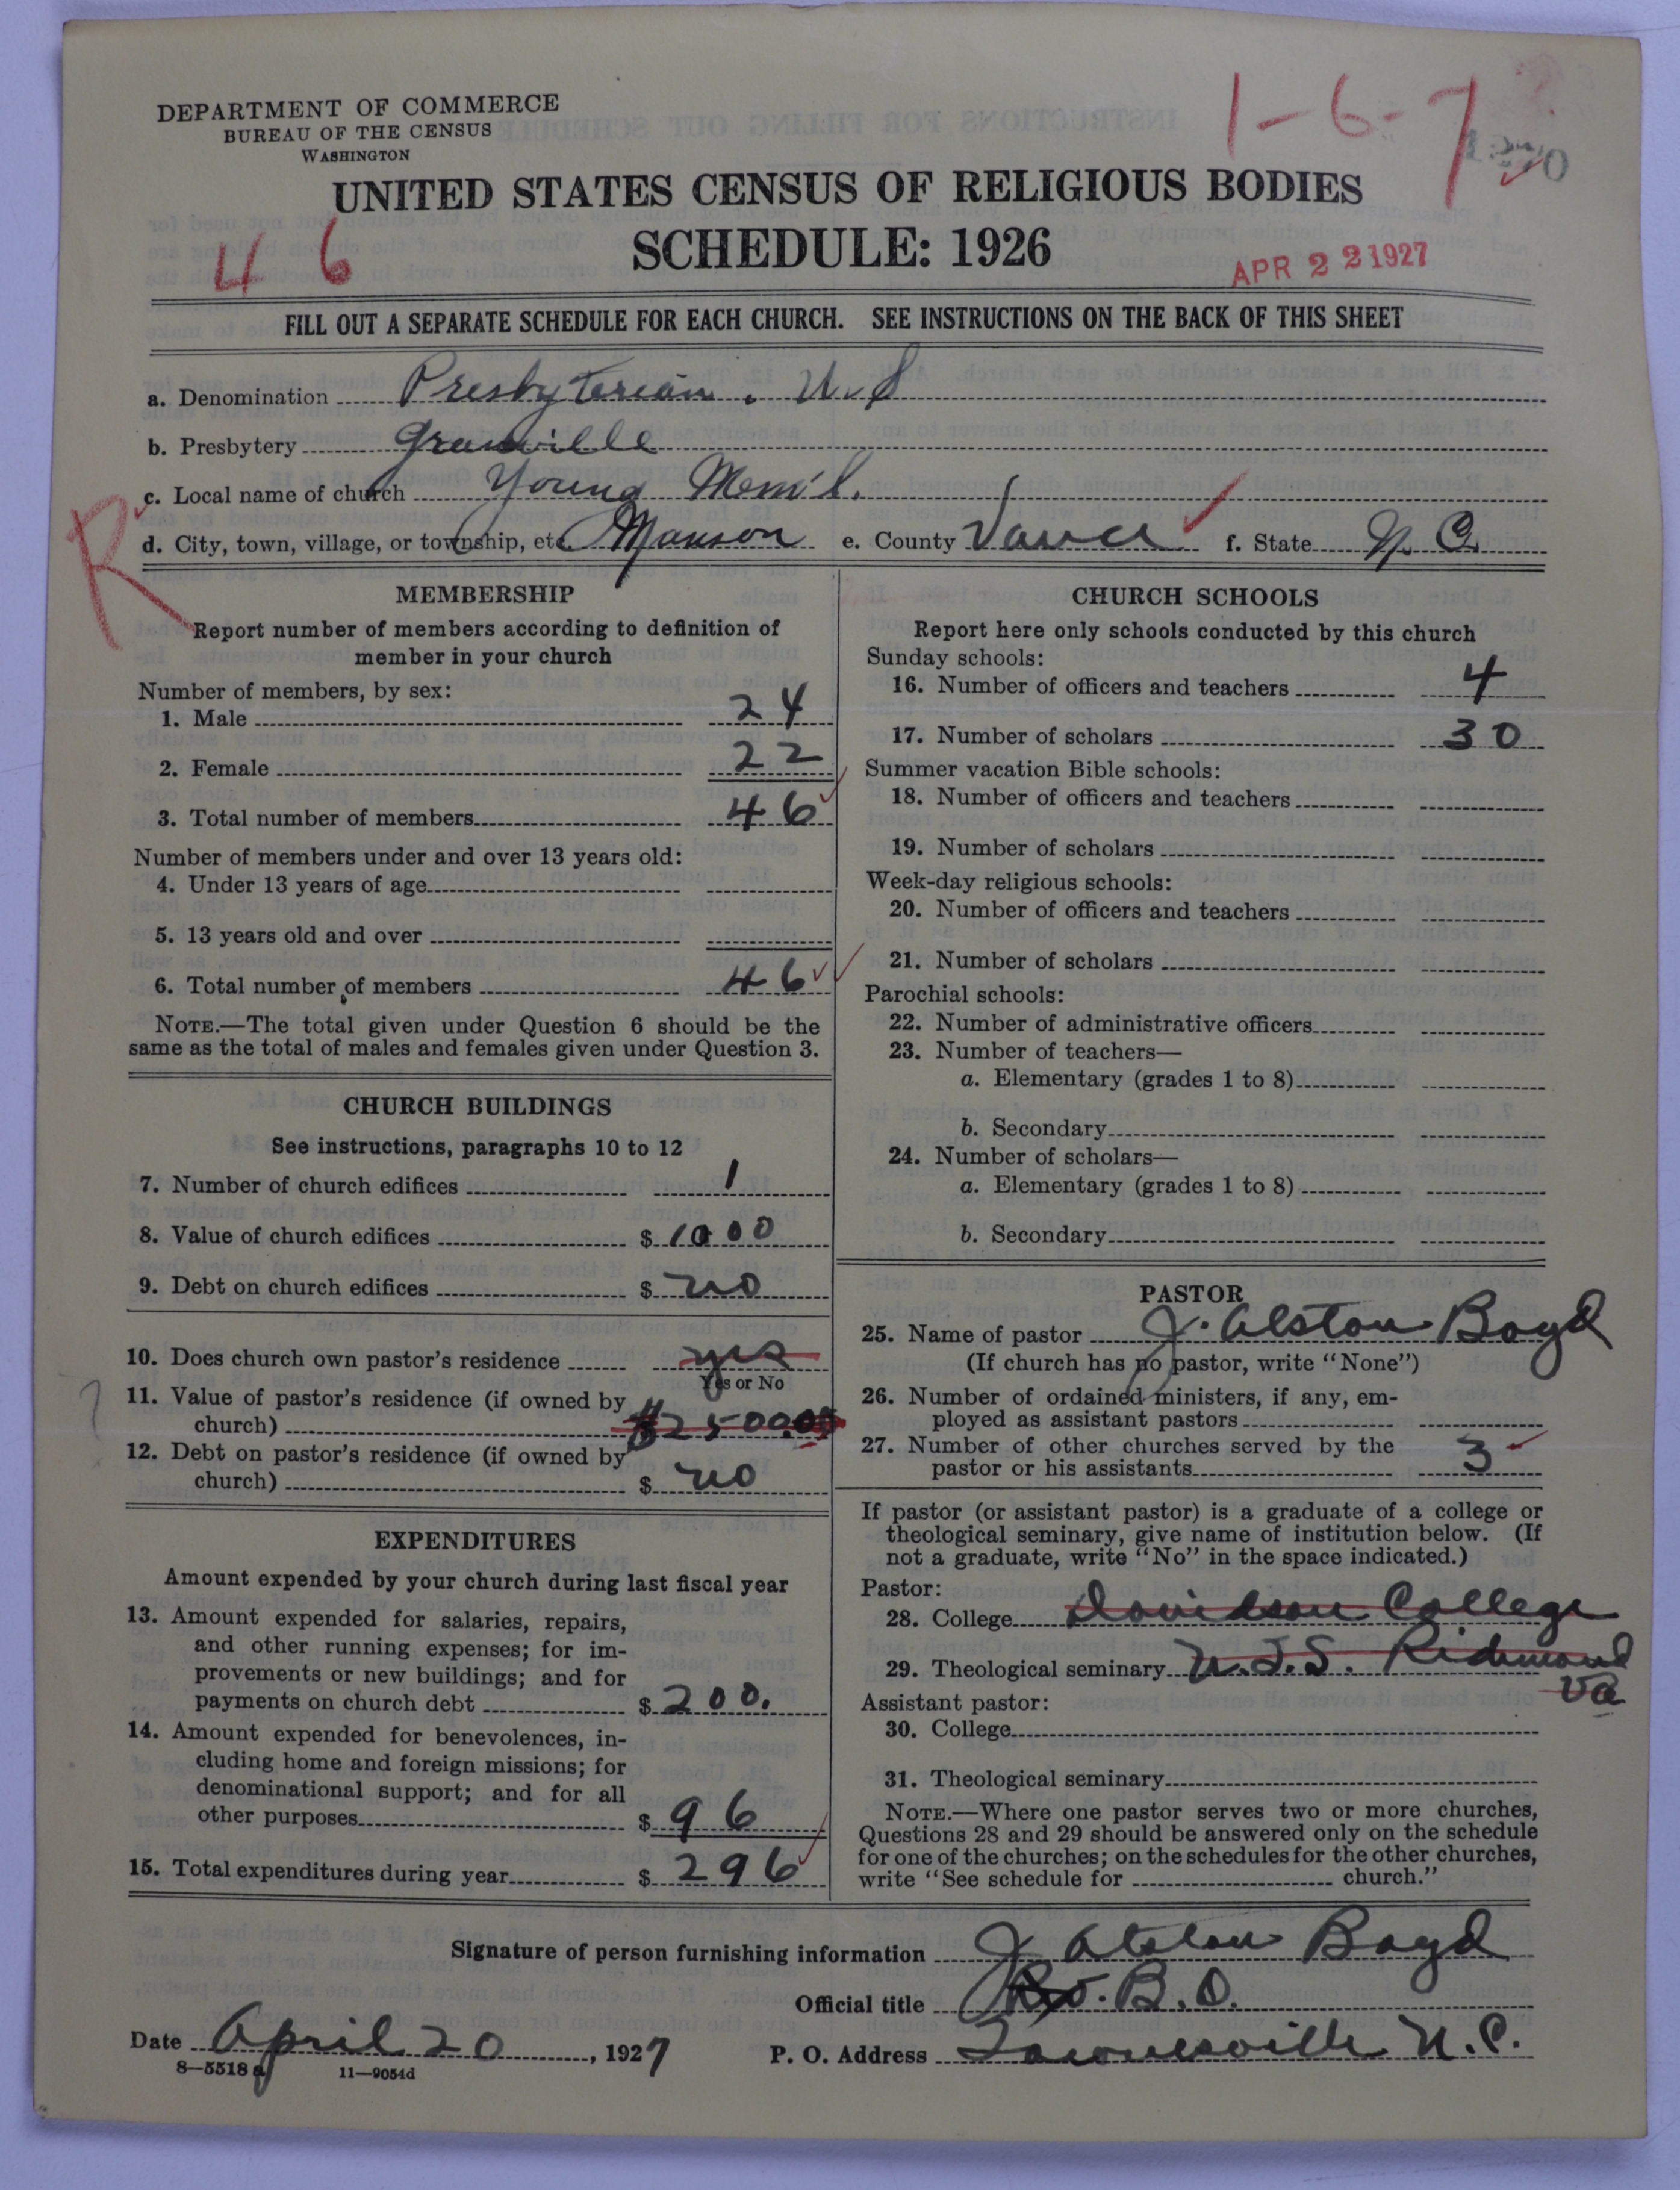 DEPARTMENT OF COMMERCE
BUREAU OF THE CENSUS
WASHINGTON
1-6-7
UNITED STATES CENSUS OF RELIGIOUS BODIES
SCHEDULE: 1926
46
APR 22 1927
FILL OUT A SEPARATE SCHEDULE FOR EACH CHURCH. SEE INSTRUCTIONS ON THE BACK OF THIS SHEET
a. Denomination Presbyterian. U.S
b. Presbytery Granville
c. Local name of church Young Mem'l.
d. City, town, village, or township, etc. Manson e. County Vance f. State N.C.
R
MEMBERSHIP
Report number of members according to definition of
member in your church
Number of members, by sex:
1. Male 24
2. Female 22
3. Total number of members 46
Number of members under and over 13 years old:
4. Under 13 years of age
5. 13 years old and over
6. Total number of members 46
NOTE.—The total given under Question 6 should be the
same as the total of males and females given under Question 3.
CHURCH BUILDINGS
See instructions, paragraphs 10 to 12
7. Number of church edifices 1
8. Value of church edifices $ 1000
9. Debt on church edifices $ no
10. Does church own pastor's residence yes
Yes or No
11. Value of pastor's residence (if owned by
church) $2500.00
12. Debt on pastor's residence (if owned by
church) $ no
EXPENDITURES
Amount expended by your church during last fiscal year
13. Amount expended for salaries, repairs,
and other running expenses; for im-
provements or new buildings; and for
payments on church debt $ 200.
14. Amount expended for benevolences, in-
cluding home and foreign missions; for
denominational support; and for all
other purposes $ 96
15. Total expenditures during year $ 296
CHURCH SCHOOLS
Report here only schools conducted by this church
Sunday schools:
16. Number of officers and teachers 4
17. Number of scholars 30
Summer vacation Bible schools:
18. Number of officers and teachers
19. Number of scholars
Week-day religious schools:
20. Number of officers and teachers
21. Number of scholars
Parochial schools:
22. Number of administrative officers
23. Number of teachers—
a. Elementary (grades 1 to 8)
b. Secondary
24. Number of scholars—
a. Elementary (grades 1 to 8)
b. Secondary
PASTOR
25. Name of pastor J. Alston Boyd
(If church has no pastor, write "None")
26. Number of ordained ministers, if any, em-
ployed as assistant pastors
27. Number of other churches served by the
pastor or his assistants 3
If pastor (or assistant pastor) is a graduate of a college or
theological seminary, give name of institution below. (If
not a graduate, write "No" in the space indicated.)
Pastor:
28. College Davidson College
29. Theological seminary U.T.S. Richmond
Va
Assistant pastor:
30. College
31. Theological seminary
NOTE.—Where one pastor serves two or more churches,
Questions 28 and 29 should be answered only on the schedule
for one of the churches; on the schedules for the other churches,
write "See schedule for church."
Signature of person furnishing information J Alston Boyd
Official title B.D.
Date April 20, 1927 P. O. Address Townesville N.C.
8—5518 a 11—9054d